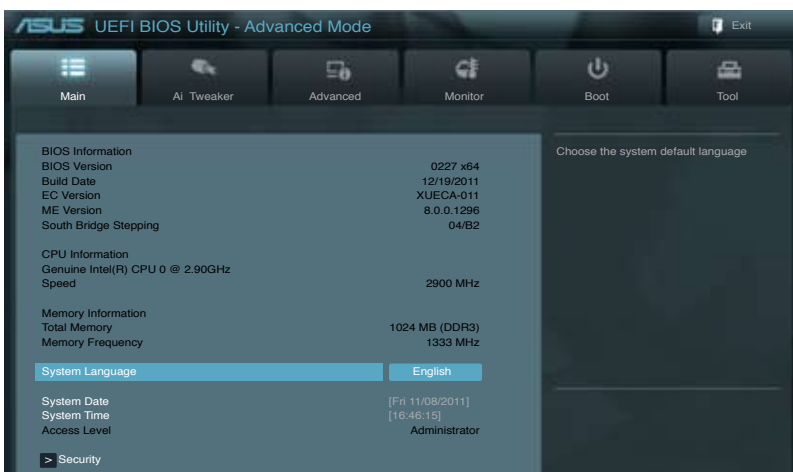 ASUS UEFI BIOS Utility - Advanced Mode Exit
Main Ai Tweaker Advanced Monitor Boot Tool
Choose the system default language
BIOS Information
BIOS Version 0227 x64
Build Date 12/19/2011
EC Version XUECA-011
ME Version 8.0.0.1296
South Bridge Stepping 04/B2
CPU Information
Genuine Intel(R) CPU 0 @ 2.90GHz
Speed 2900 MHz
Memory Information
Total Memory 1024 MB (DDR3)
Memory Frequency 1333 MHz
System Language English
System Date [Fri 11/08/2011]
System Time [16:46:15]
Access Level Administrator
> Security